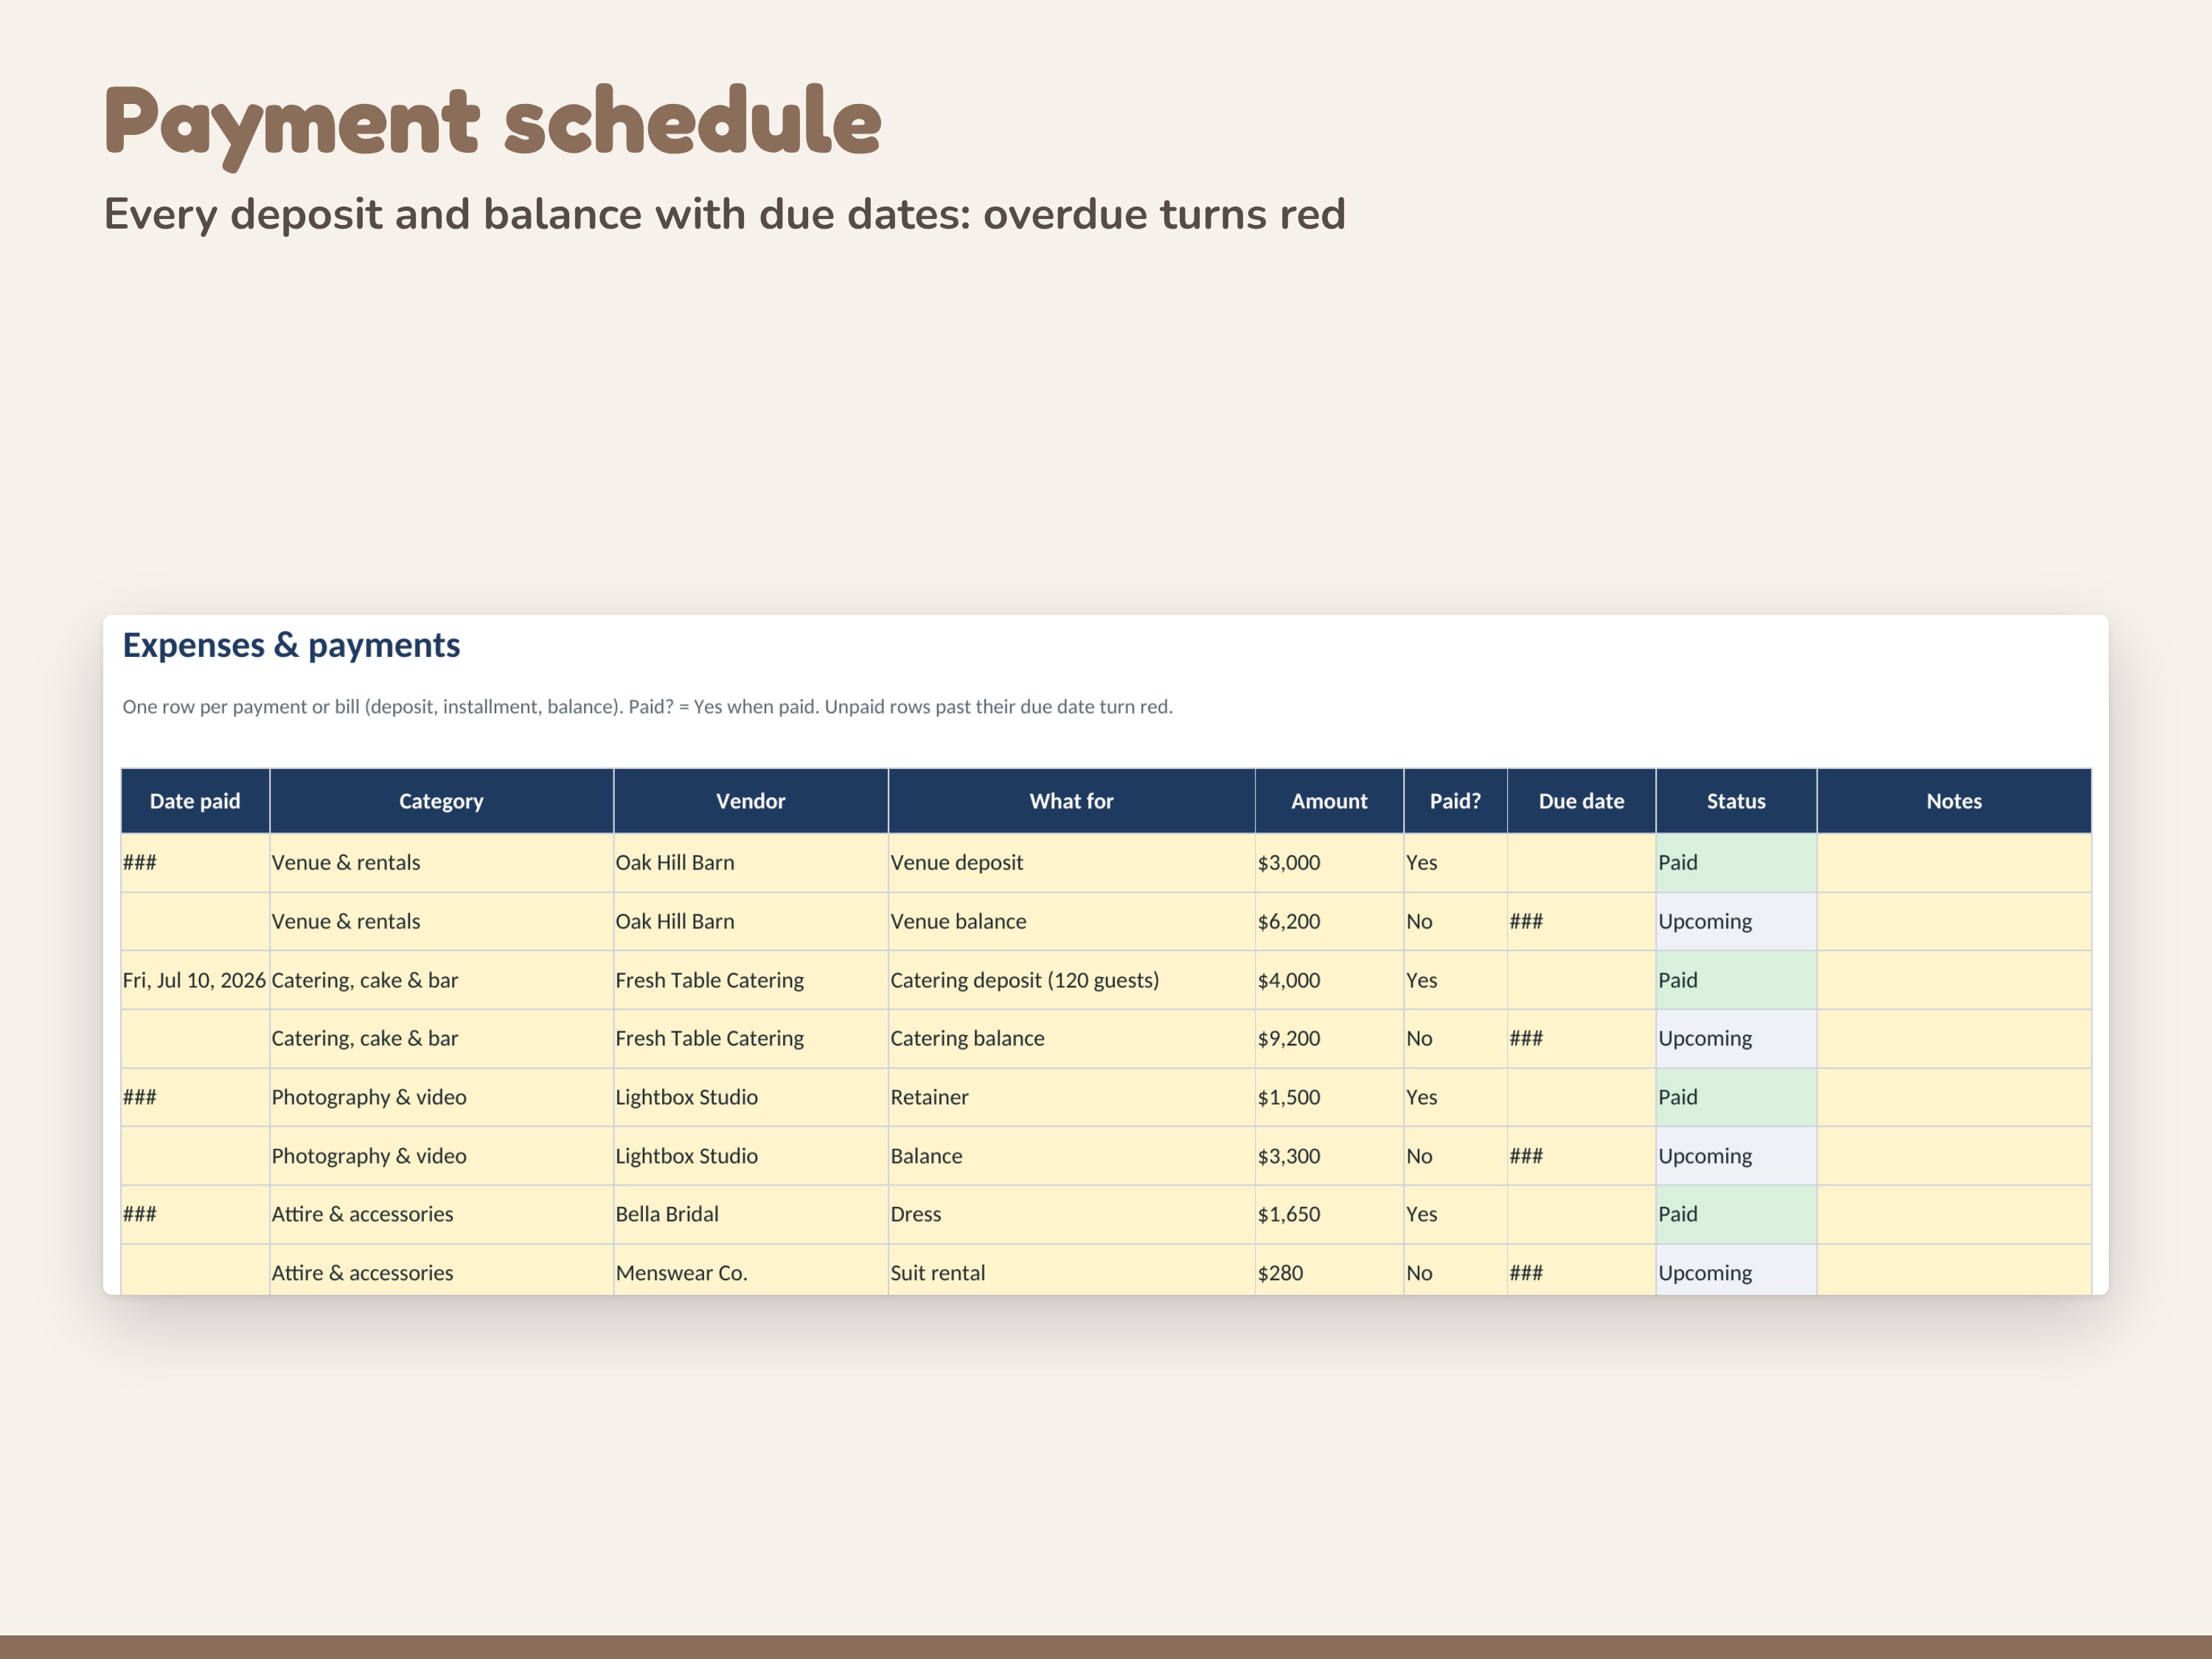 Payment schedule
Every deposit and balance with due dates: overdue turns red
Expenses & payments
One row per payment or bill (deposit, installment, balance). Paid? = Yes when paid. Unpaid rows past their due date turn red.
Date paid Category Vendor What for Amount Paid? Due date Status Notes
### Venue & rentals Oak Hill Barn Venue deposit $3,000 Yes Paid
Venue & rentals Oak Hill Barn Venue balance $6,200 No ### Upcoming
Fri, Jul 10, 2026 Catering, cake & bar Fresh Table Catering Catering deposit (120 guests) $4,000 Yes Paid
Catering, cake & bar Fresh Table Catering Catering balance $9,200 No ### Upcoming
### Photography & video Lightbox Studio Retainer $1,500 Yes Paid
Photography & video Lightbox Studio Balance $3,300 No ### Upcoming
### Attire & accessories Bella Bridal Dress $1,650 Yes Paid
Attire & accessories Menswear Co. Suit rental $280 No ### Upcoming